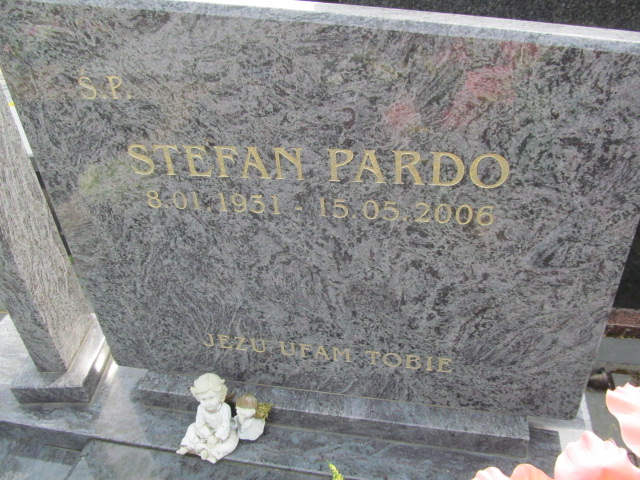 Ś.P.
STEFAN PARDO
8.01.1931 - 15.05.2006
JEZU UFAM TOBIE